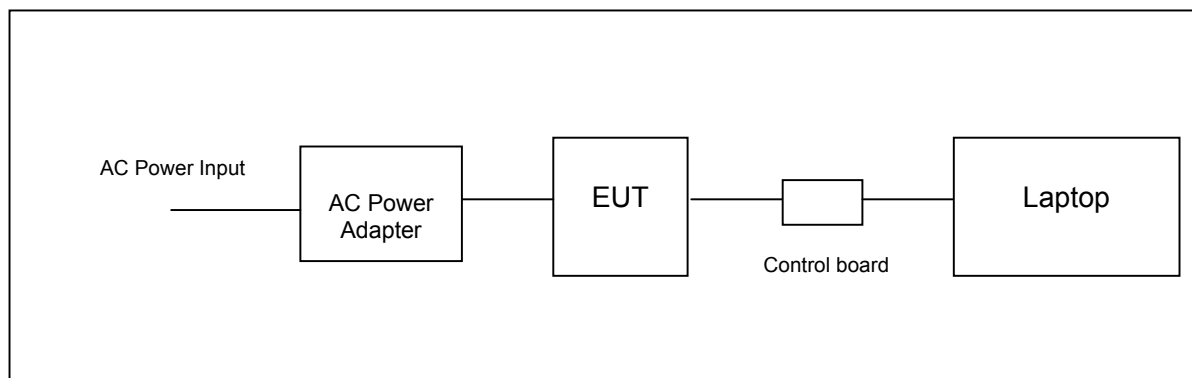 AC Power Input
AC Power
Adapter
EUT
Control board
Laptop